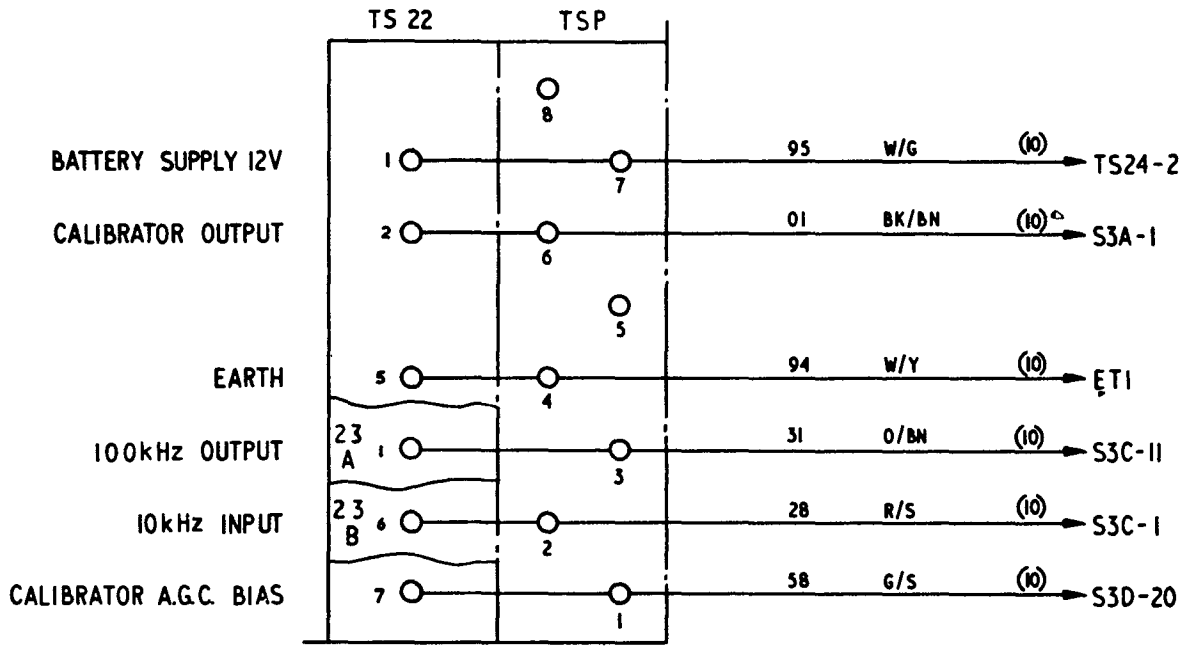 TS 22 TSP
8
BATTERY SUPPLY 12V 1 7 95 W/G (10) TS24-2
CALIBRATOR OUTPUT 2 6 01 BK/BN (10) S3A-1
5
EARTH 5 4 94 W/Y (10) ET1
100kHz OUTPUT 23 A 1 3 31 O/BN (10) S3C-11
10kHz INPUT 23 B 6 2 28 R/S (10) S3C-1
CALIBRATOR A.G.C. BIAS 7 1 58 G/S (10) S3D-20